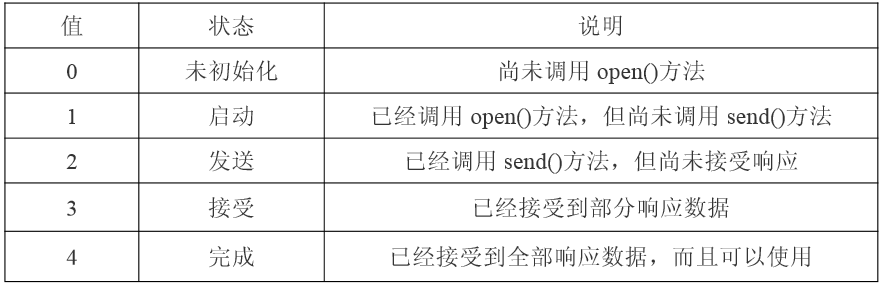 值 状态 说明
0 未初始化 尚未调用 open()方法
1 启动 已经调用 open()方法，但尚未调用 send()方法
2 发送 已经调用 send()方法，但尚未接受响应
3 接受 已经接受到部分响应数据
4 完成 已经接受到全部响应数据，而且可以使用